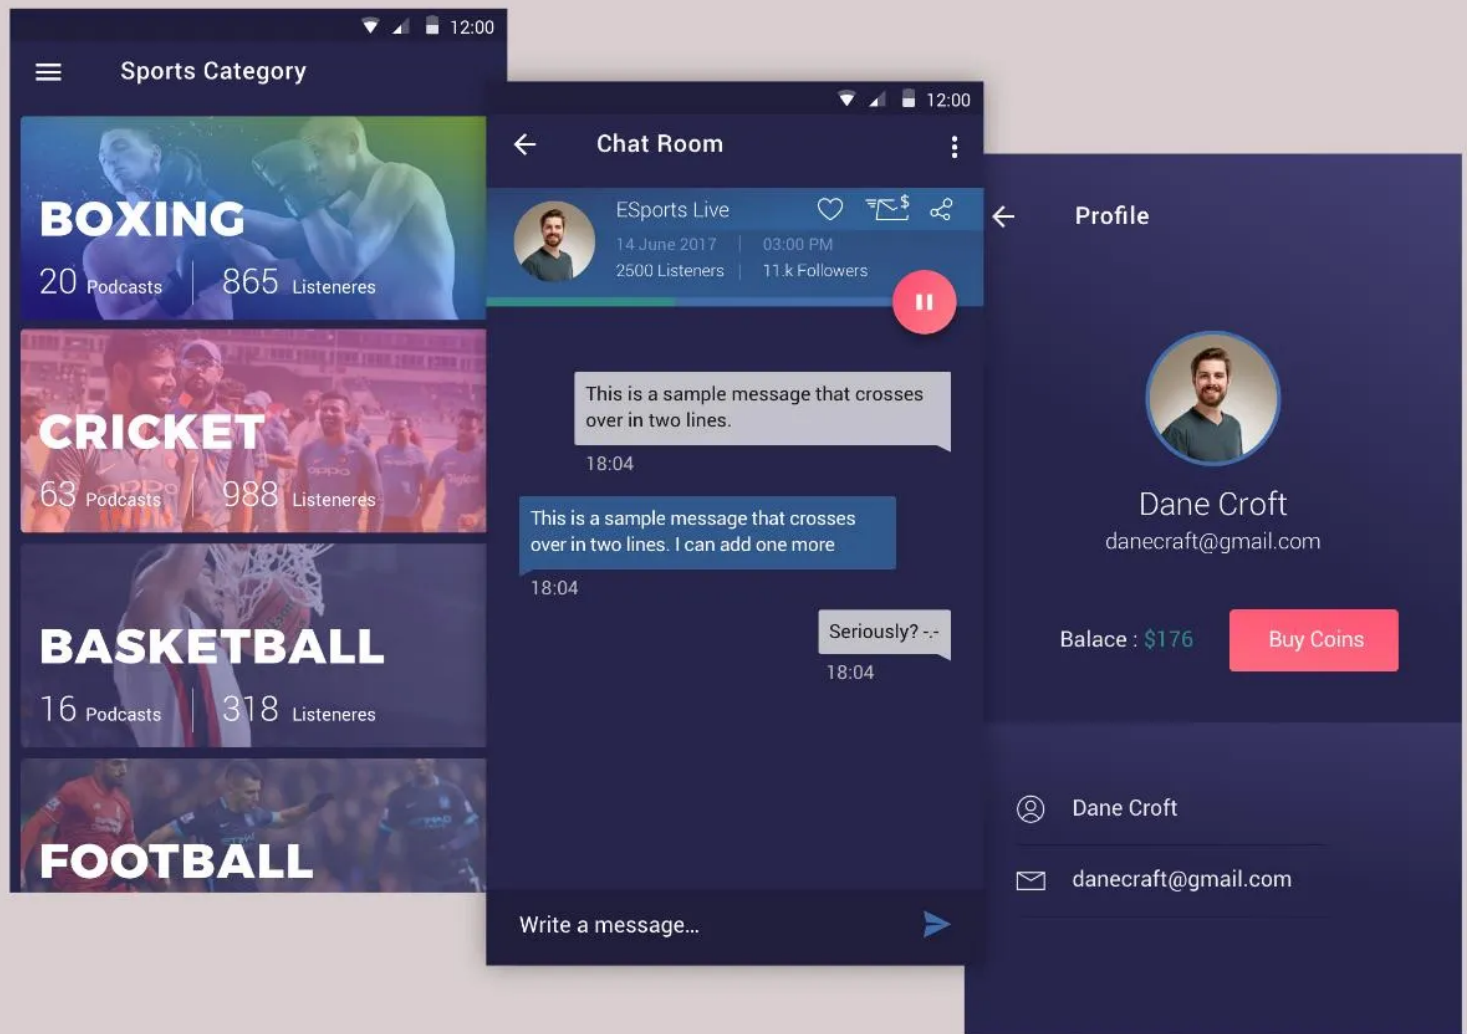 12:00
Sports Category
BOXING
20 Podcasts 865 Listeneres
CRICKET
63 Podcasts 988 Listeneres
BASKETBALL
16 Podcasts 318 Listeneres
FOOTBALL
12:00
Chat Room
ESports Live
14 June 2017 | 03:00 PM
2500 Listeners | 11.k Followers
This is a sample message that crosses
over in two lines.
18:04
This is a sample message that crosses
over in two lines. I can add one more
18:04
Seriously? -.-
18:04
Write a message...
Profile
Dane Croft
danecraft@gmail.com
Balace : $176
Buy Coins
Dane Croft
danecraft@gmail.com